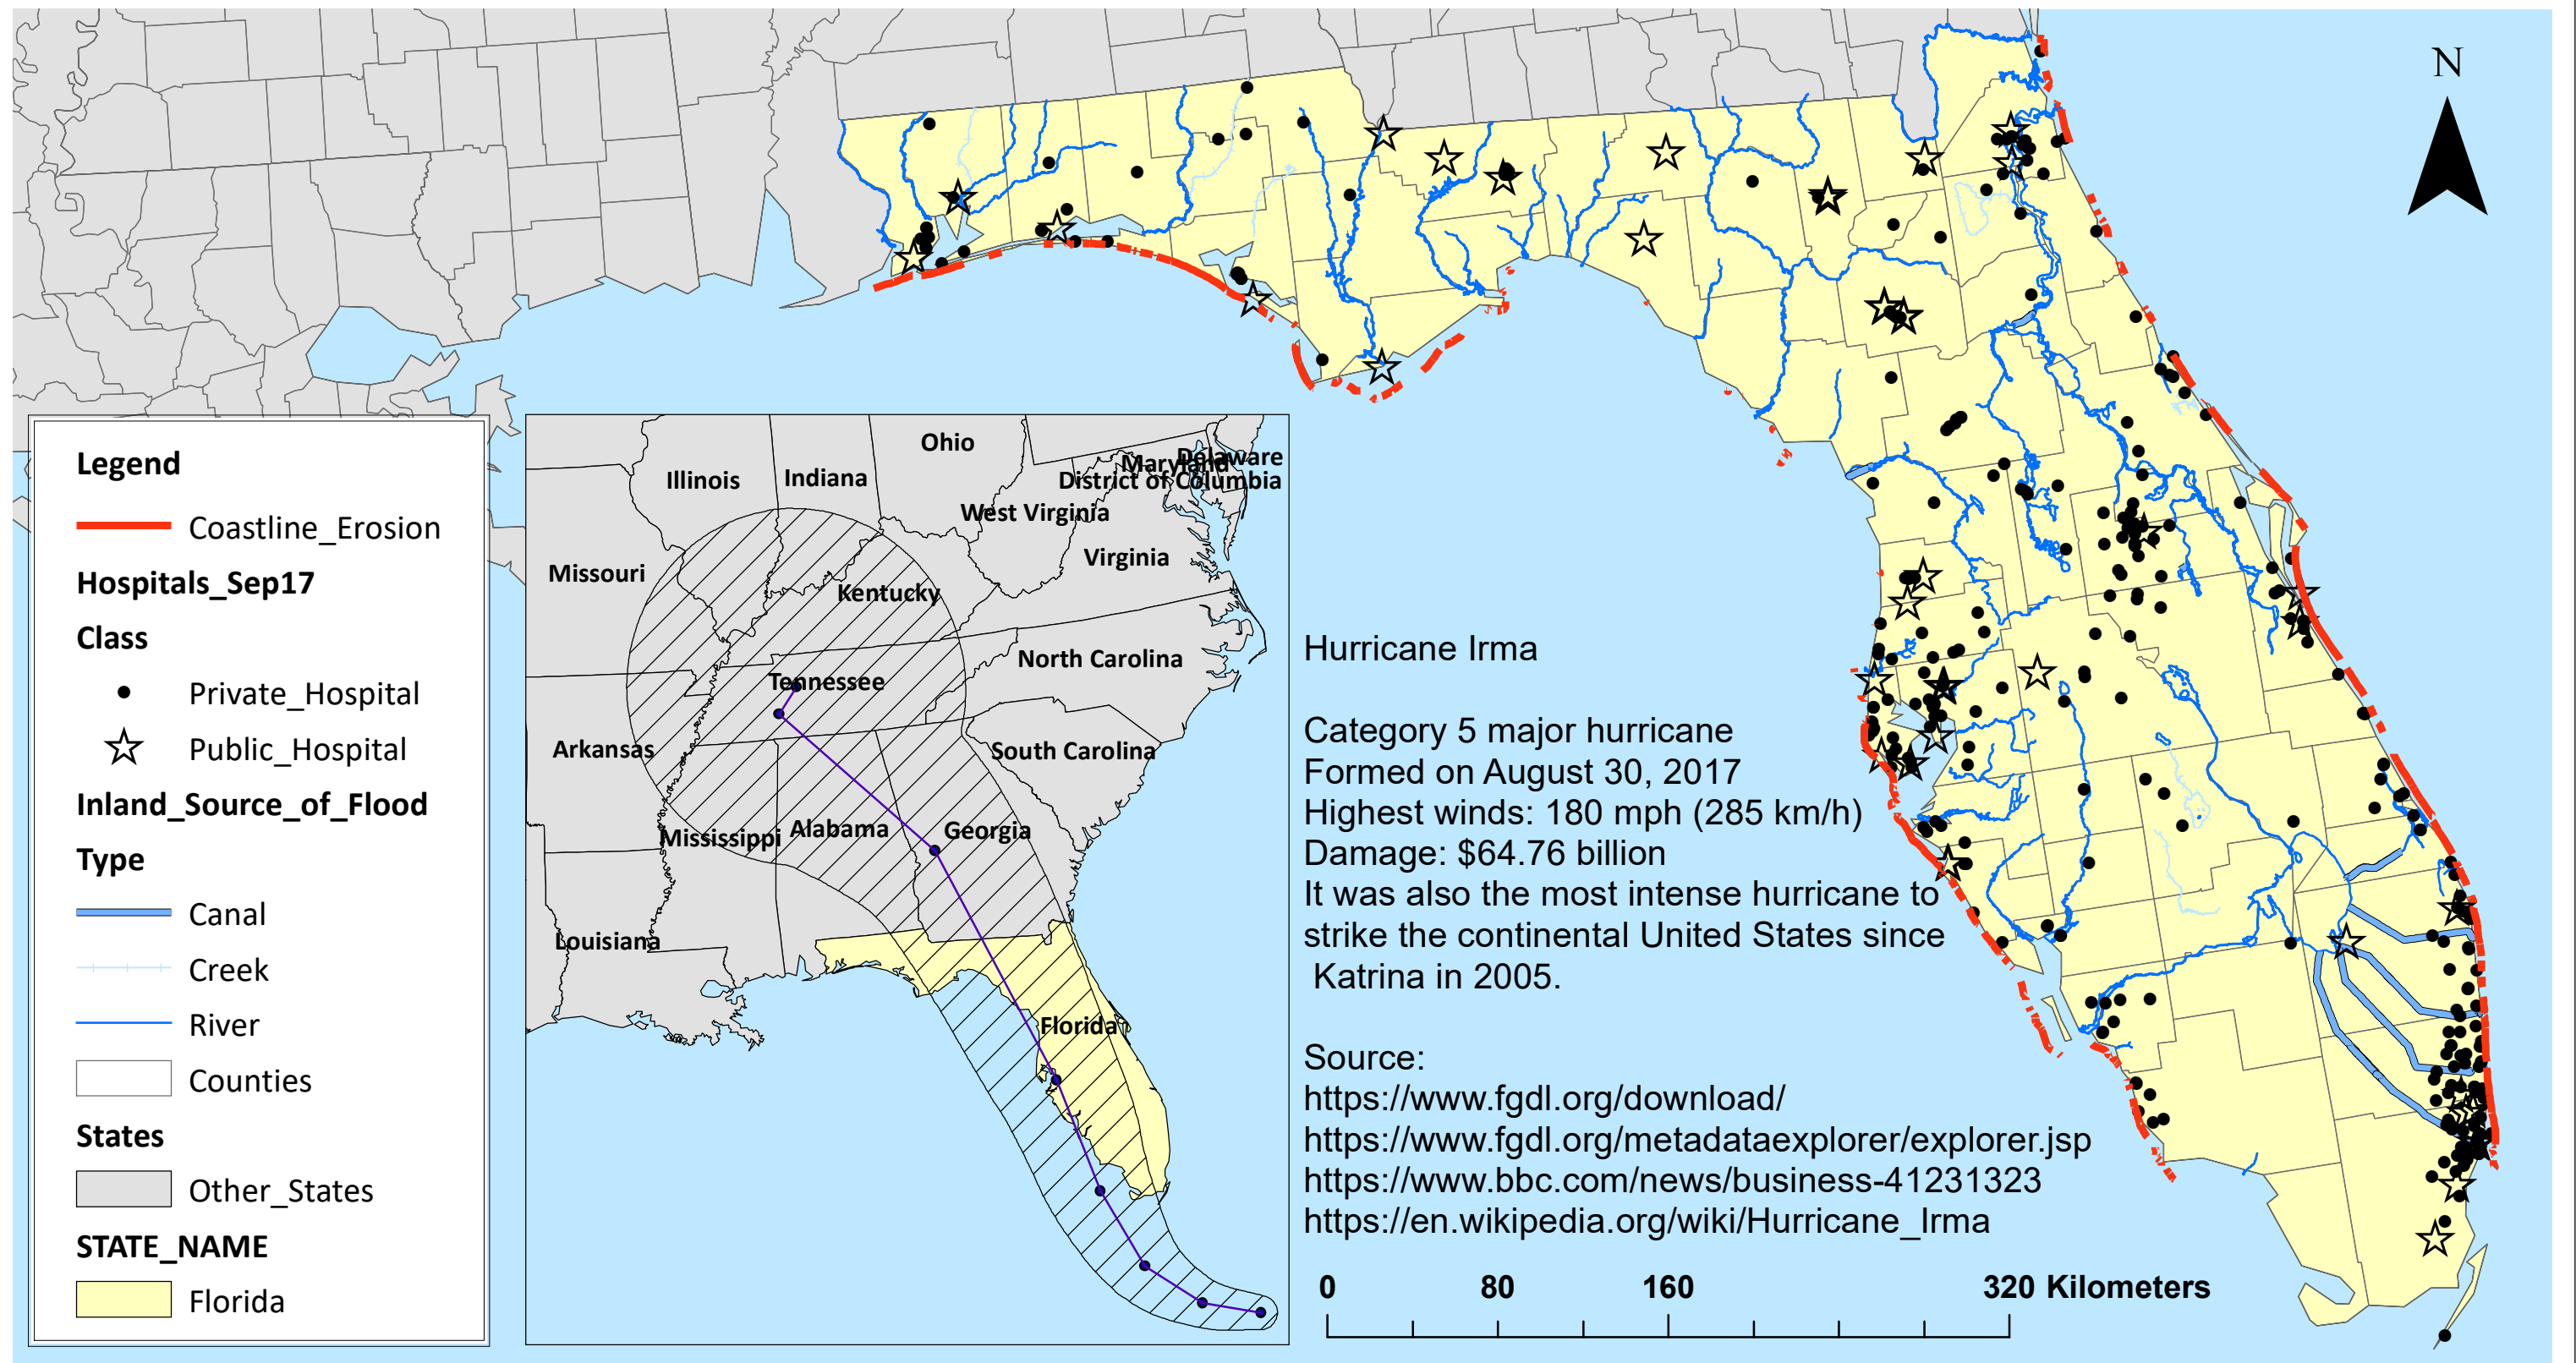 N
Legend
Coastline_Erosion
Hospitals_Sep17
Class
Private_Hospital
Public_Hospital
Inland_Source_of_Flood
Type
Canal
Creek
River
Counties
States
Other_States
STATE_NAME
Florida
Ohio
Illinois
Indiana
Maryland
Delaware
District of Columbia
West Virginia
Virginia
Missouri
Kentucky
North Carolina
Tennessee
Arkansas
South Carolina
Mississippi
Alabama
Georgia
Louisiana
Florida
Hurricane Irma
Category 5 major hurricane
Formed on August 30, 2017
Highest winds: 180 mph (285 km/h)
Damage: $64.76 billion
It was also the most intense hurricane to
strike the continental United States since
Katrina in 2005.
Source:
https://www.fgdl.org/download/
https://www.fgdl.org/metadataexplorer/explorer.jsp
https://www.bbc.com/news/business-41231323
https://en.wikipedia.org/wiki/Hurricane_Irma
0 80 160 320 Kilometers